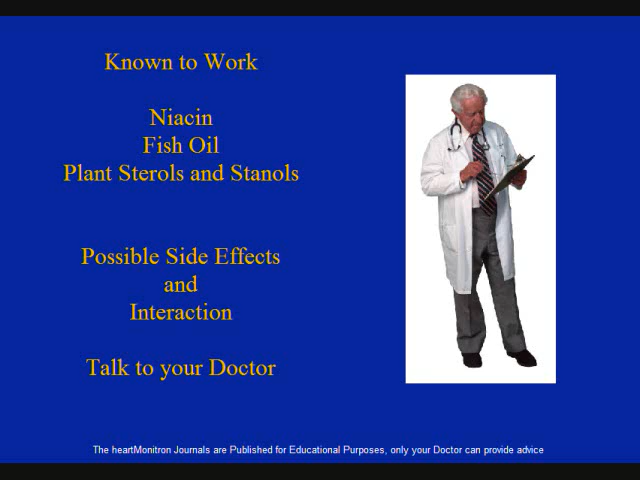 Known to Work
Niacin
Fish Oil
Plant Sterols and Stanols
Possible Side Effects
and
Interaction
Talk to your Doctor
The heartMonitron Journals are Published for Educational Purposes, only your Doctor can provide advice